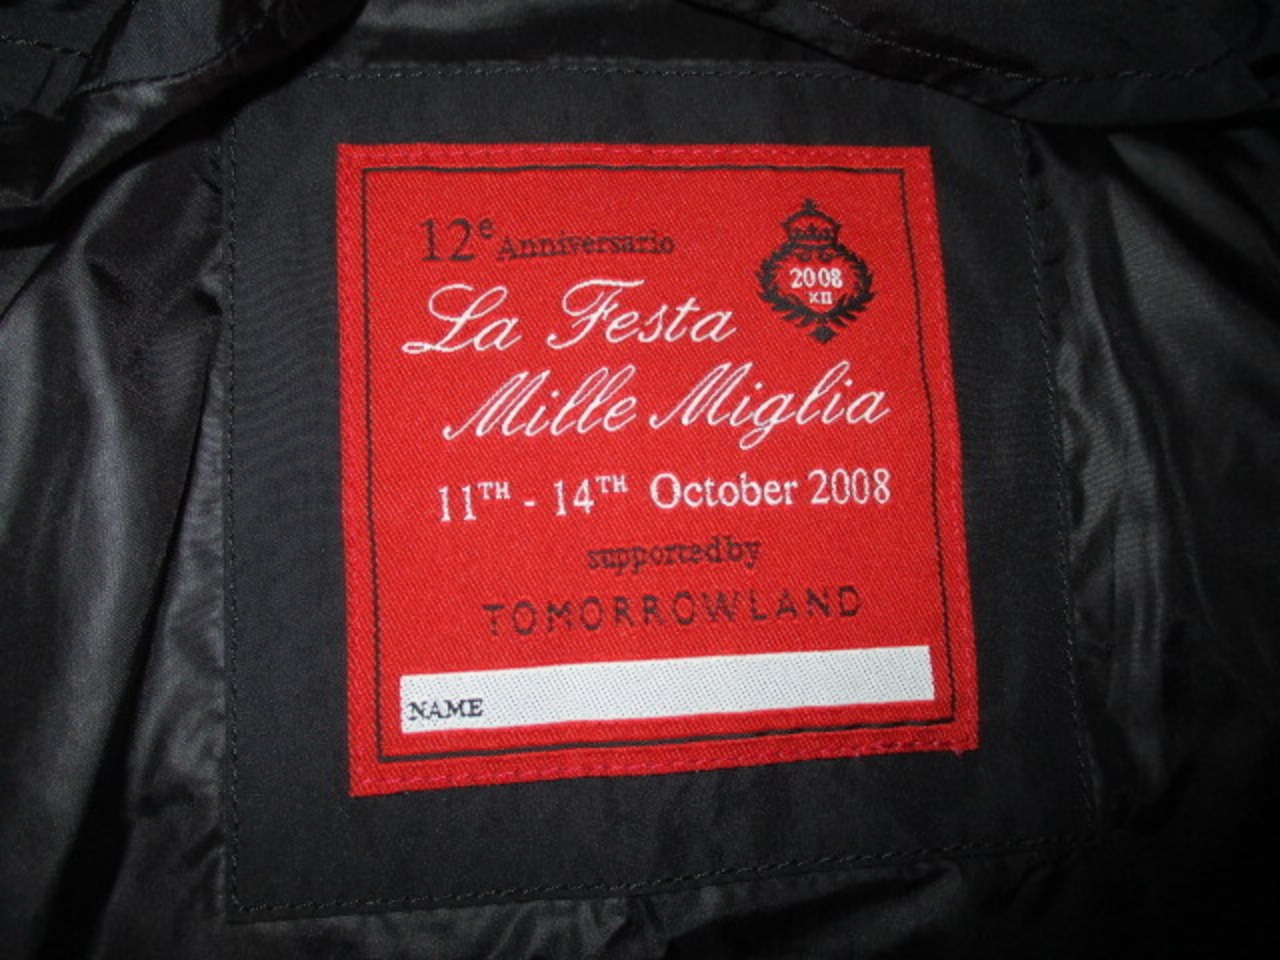 12e Anniversario
2008
XII
La Festa
Mille Miglia
11TH - 14TH October 2008
supported by
TOMORROWLAND
NAME